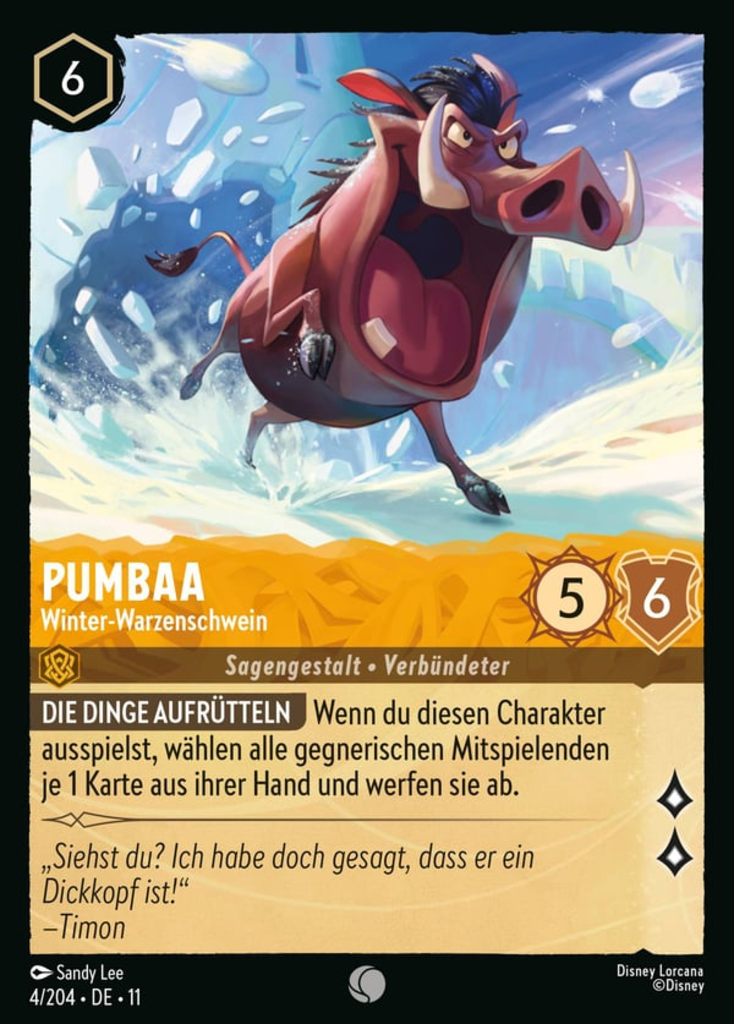 6
PUMBAA
Winter-Warzenschwein
5
6
Sagengestalt • Verbündeter
DIE DINGE AUFRÜTTELN Wenn du diesen Charakter
ausspielst, wählen alle gegnerischen Mitspielenden
je 1 Karte aus ihrer Hand und werfen sie ab.
„Siehst du? Ich habe doch gesagt, dass er ein
Dickkopf ist!“
—Timon
Sandy Lee
4/204 • DE • 11
Disney Lorcana
©Disney